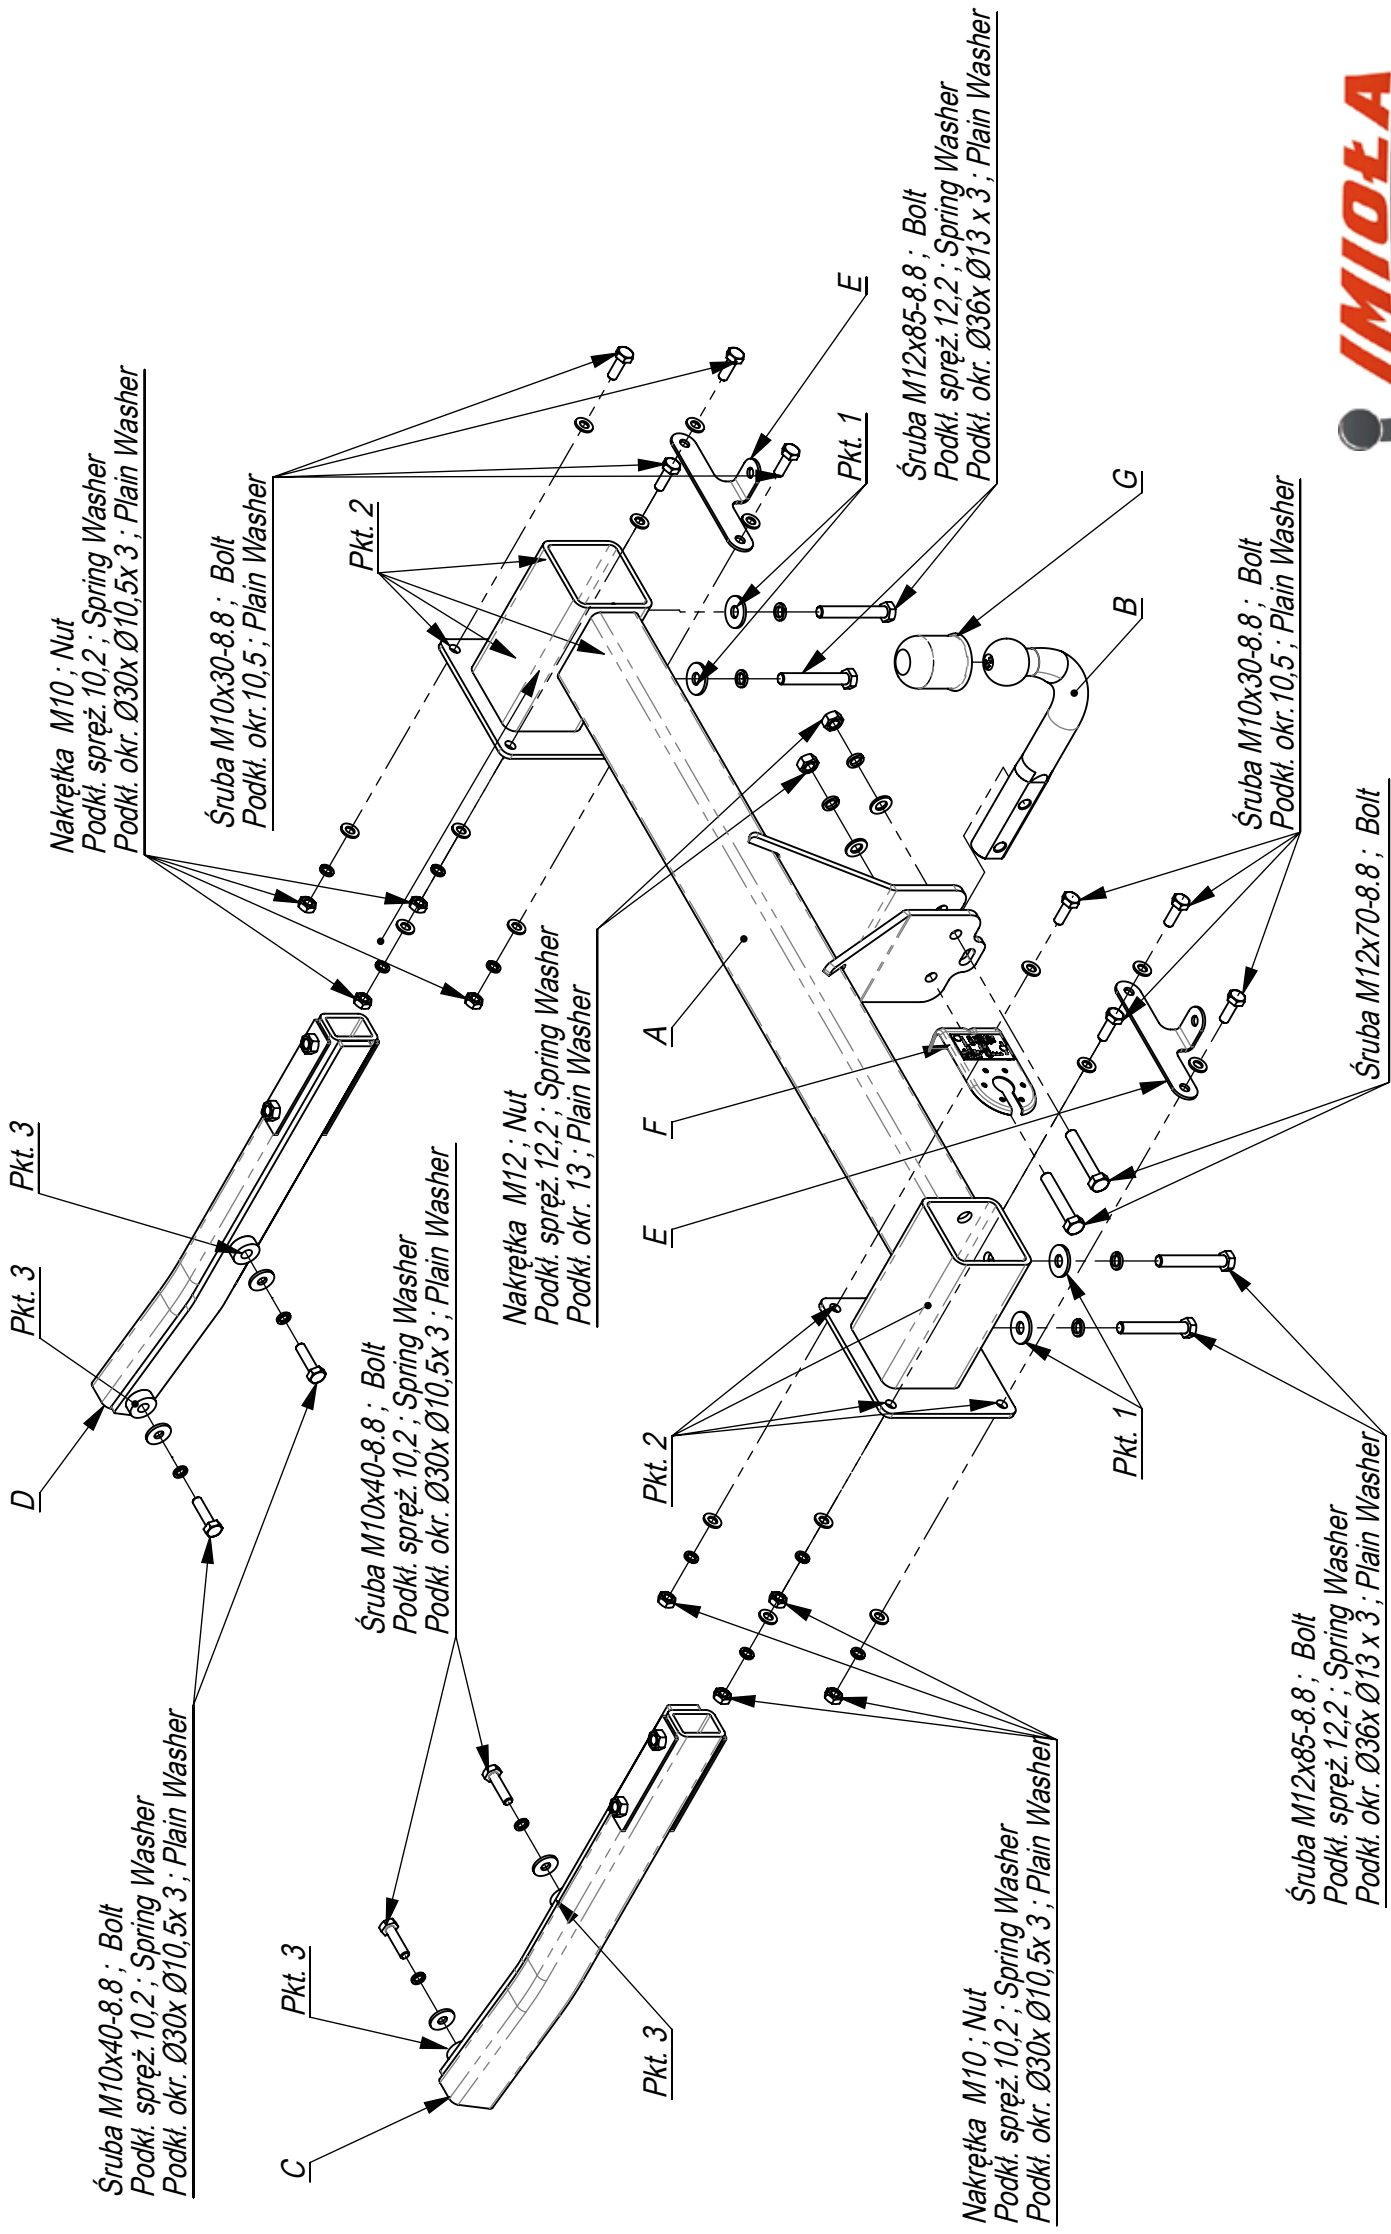 D
Pkt. 3
Pkt. 3
Nakrętka M10 ; Nut
Podkł. spręż.10,2 ; Spring Washer
Podkł. okr. Ø30x Ø10,5x 3 ; Plain Washer
Śruba M10x30-8.8 ; Bolt
Podkł. okr.10,5 ; Plain Washer
Pkt. 2
Śruba M10x40-8.8 ; Bolt
Podkł. spręż.10,2 ; Spring Washer
Podkł. okr. Ø30x Ø10,5x 3 ; Plain Washer
C
Pkt. 3
Śruba M10x40-8.8 ; Bolt
Podkł. spręż.10,2 ; Spring Washer
Podkł. okr. Ø30x Ø10,5x 3 ; Plain Washer
Nakrętka M12 ; Nut
Podkł. spręż.12,2 ; Spring Washer
Podkł. okr. 13 ; Plain Washer
Pkt. 3
Pkt. 2
E
F
A
Pkt. 1
E
Śruba M12x85-8.8 ; Bolt
Podkł. spręż.12,2 ; Spring Washer
Podkł. okr. Ø36x Ø13 x 3 ; Plain Washer
Nakrętka M10 ; Nut
Podkł. spręż.10,2 ; Spring Washer
Podkł. okr. Ø30x Ø10,5x 3 ; Plain Washer
Pkt. 1
B
G
Śruba M10x30-8.8 ; Bolt
Podkł. okr.10,5 ; Plain Washer
Śruba M12x85-8.8 ; Bolt
Podkł. spręż.12,2 ; Spring Washer
Podkł. okr. Ø36x Ø13 x 3 ; Plain Washer
Śruba M12x70-8.8 ; Bolt
IMIOŁA